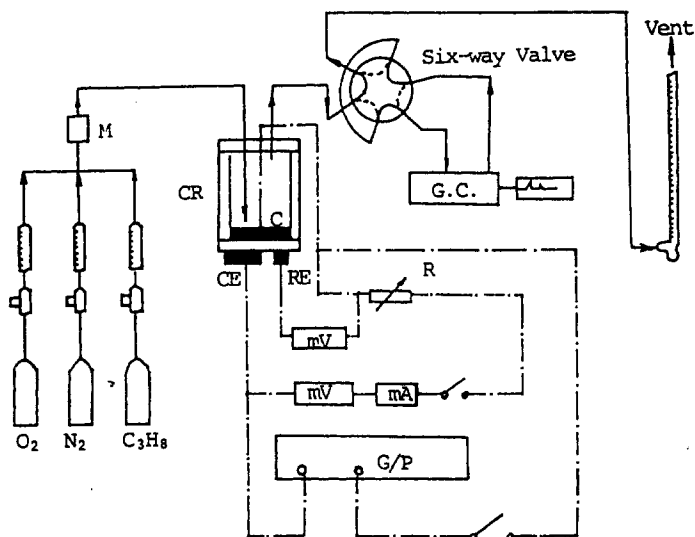 Vent
Six-way Valve
M
G.C.
CR
C
CE
RE
R
mV
mV
mA
G/P
O₂
N₂
C₃H₈